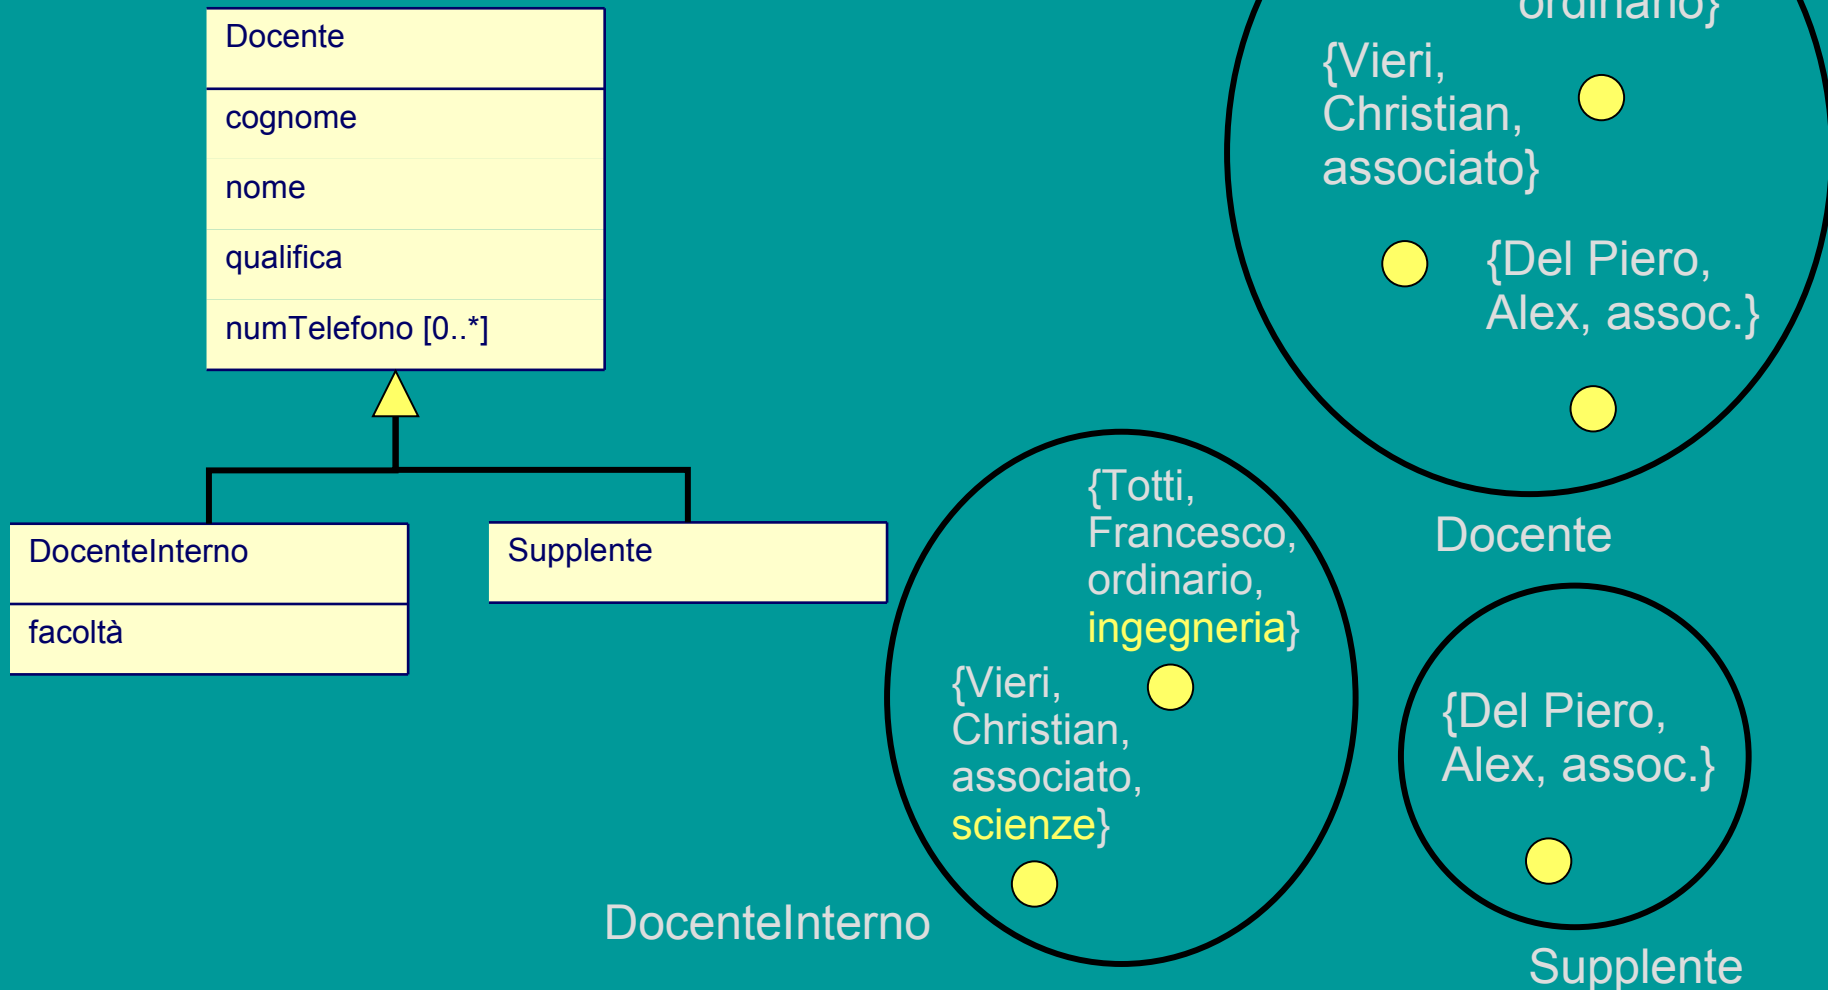 Docente
cognome
nome
qualifica
numTelefono [0..*]
DocenteInterno
facoltà
Supplente
ordinario}
{Vieri,
Christian,
associato}
{Del Piero,
Alex, assoc.}
Docente
{Totti,
Francesco,
ordinario,
ingegneria}
{Vieri,
Christian,
associato,
scienze}
DocenteInterno
{Del Piero,
Alex, assoc.}
Supplente